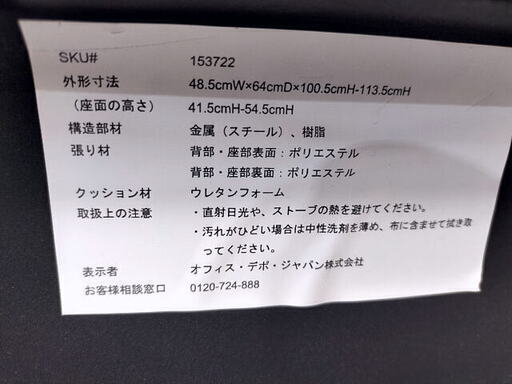 SKU# 153722
外形寸法 48.5cmW×64cmD×100.5cmH-113.5cmH
（座面の高さ） 41.5cmH-54.5cmH
構造部材 金属（スチール）、樹脂
張り材 背部・座部表面：ポリエステル
背部・座部裏面：ポリエステル
クッション材 ウレタンフォーム
取扱上の注意 ・直射日光や、ストーブの熱を避けてください。
・汚れがひどい場合は中性洗剤を薄め、布に含ませて拭き取
ってください。
表示者 オフィス・デポ・ジャパン株式会社
お客様相談窓口 0120-724-888